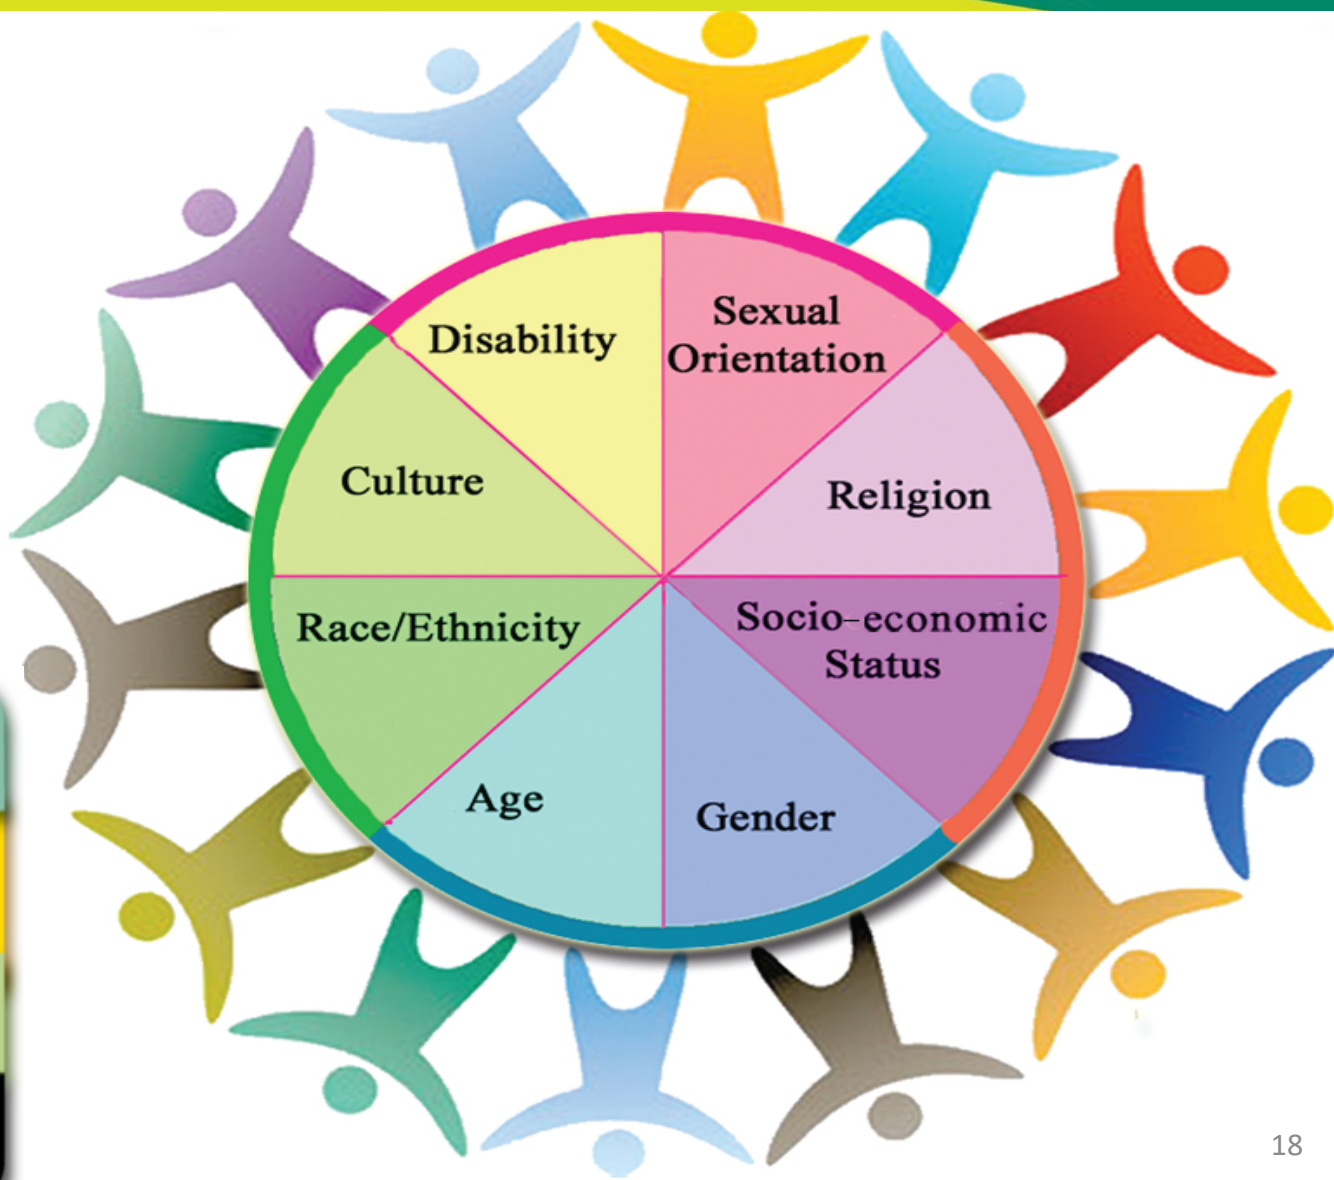 Sexual
Orientation
Disability
Culture
Religion
Race/Ethnicity
Socio-economic
Status
Age
Gender
18